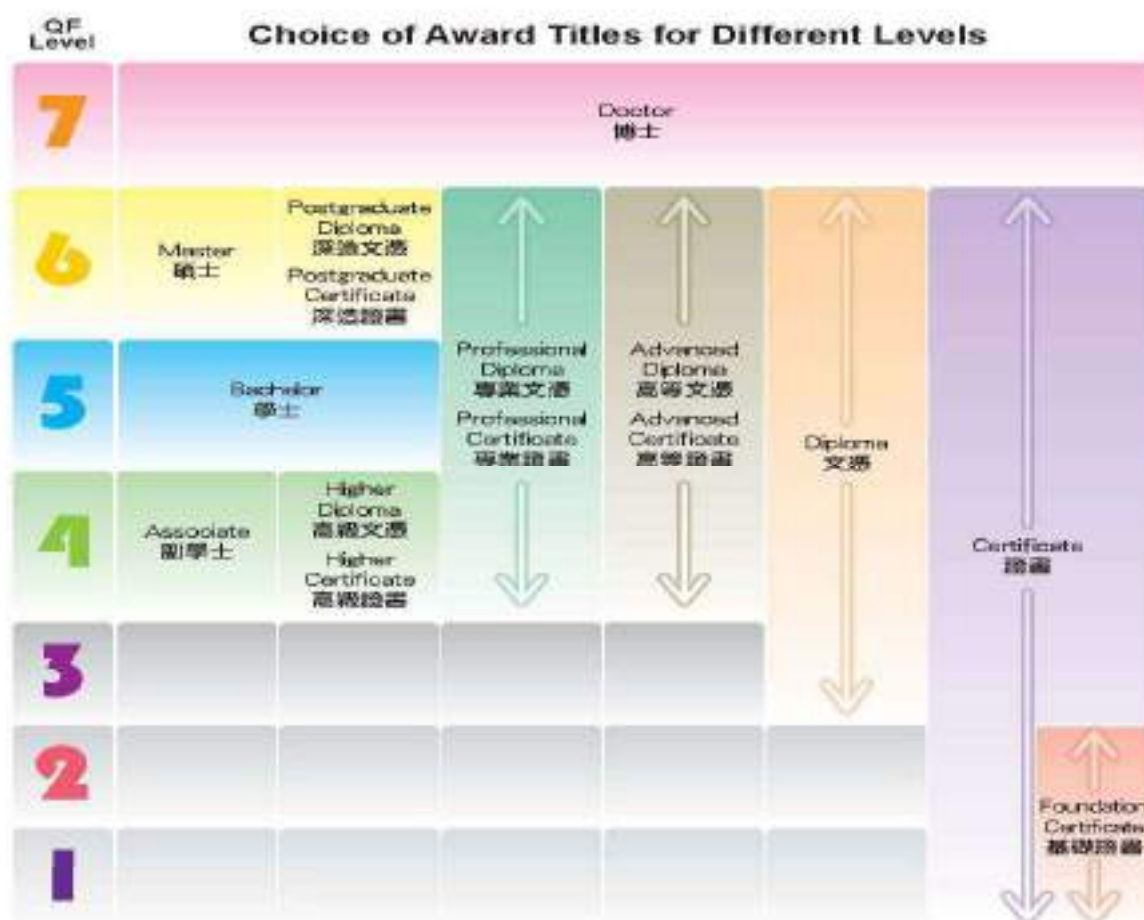 QF
Level
Choice of Award Titles for Different Levels
7
Doctor
博士
6
Master
碩士
Postgraduate
Diploma
深造文憑
Postgraduate
Certificate
深造證書
Professional
Diploma
專業文憑
Professional
Certificate
專業證書
Advanced
Diploma
高等文憑
Advanced
Certificate
高等證書
Diploma
文憑
Certificate
證書
5
Bachelor
學士
4
Associate
副學士
Higher
Diploma
高級文憑
Higher
Certificate
高級證書
3
2
Foundation
Certificate
基礎證書
1